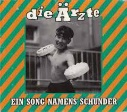 die ärzte
EIN SONG NAMENS SCHUNDER